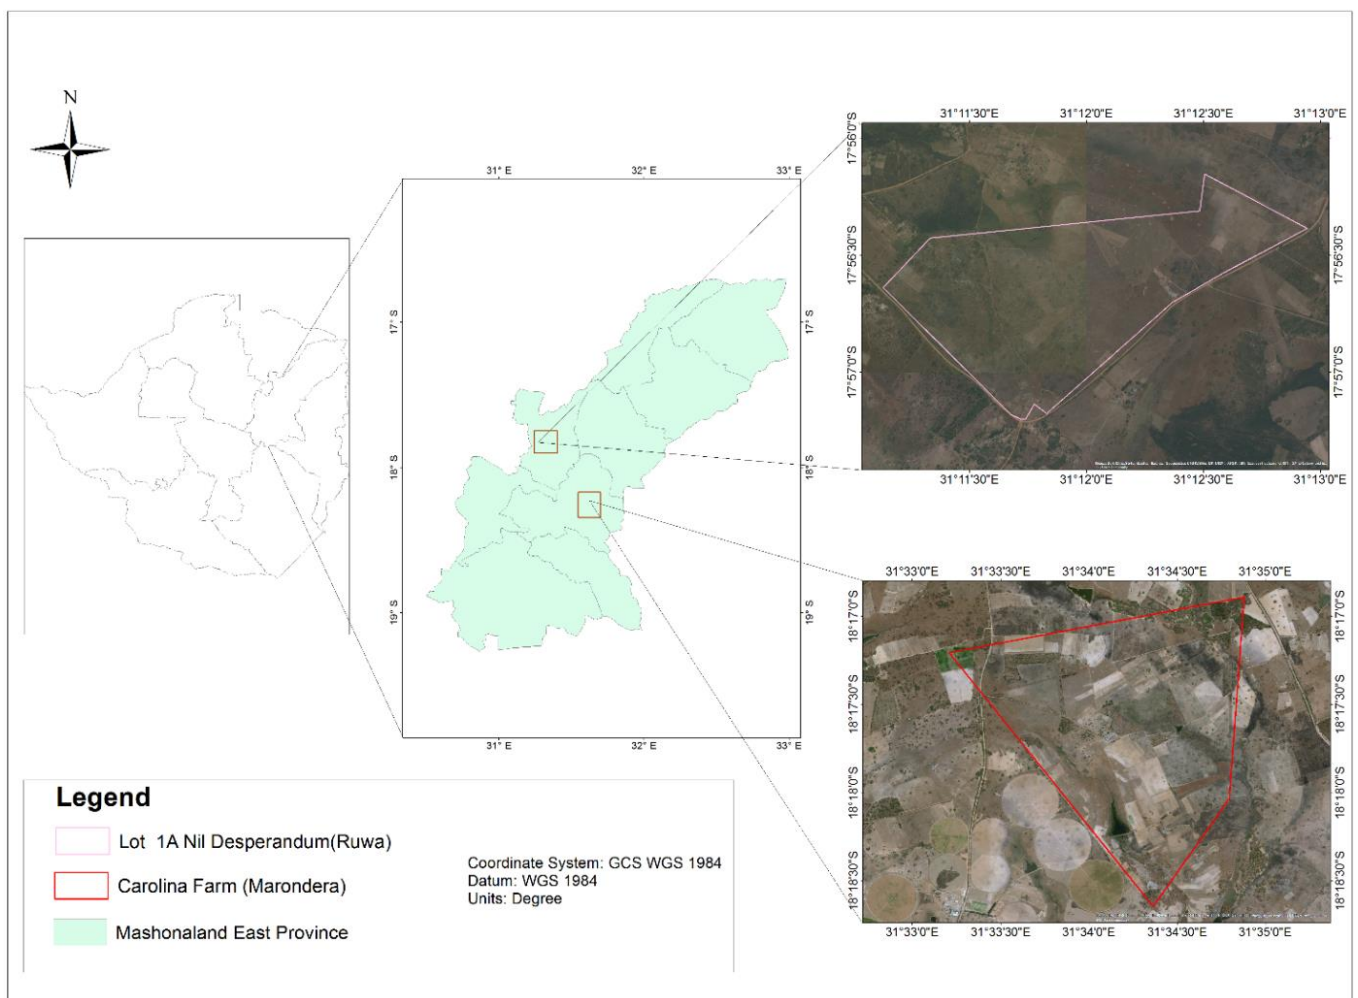 N
31° E 32° E 33° E
17° S 18° S 19° S
17° S 18° S 19° S
31° E 32° E 33° E
31°11'30"E 31°12'0"E 31°12'30"E 31°13'0"E
17°56'0"S 17°56'30"S 17°57'0"S
17°56'0"S 17°56'30"S 17°57'0"S
31°11'30"E 31°12'0"E 31°12'30"E 31°13'0"E
31°33'0"E 31°33'30"E 31°34'0"E 31°34'30"E 31°35'0"E
18°17'0"S 18°17'30"S 18°18'0"S 18°18'30"S
18°17'0"S 18°17'30"S 18°18'0"S 18°18'30"S
31°33'0"E 31°33'30"E 31°34'0"E 31°34'30"E 31°35'0"E
Legend
Lot 1A Nil Desperandum(Ruwa)
Carolina Farm (Marondera)
Mashonaland East Province
Coordinate System: GCS WGS 1984
Datum: WGS 1984
Units: Degree